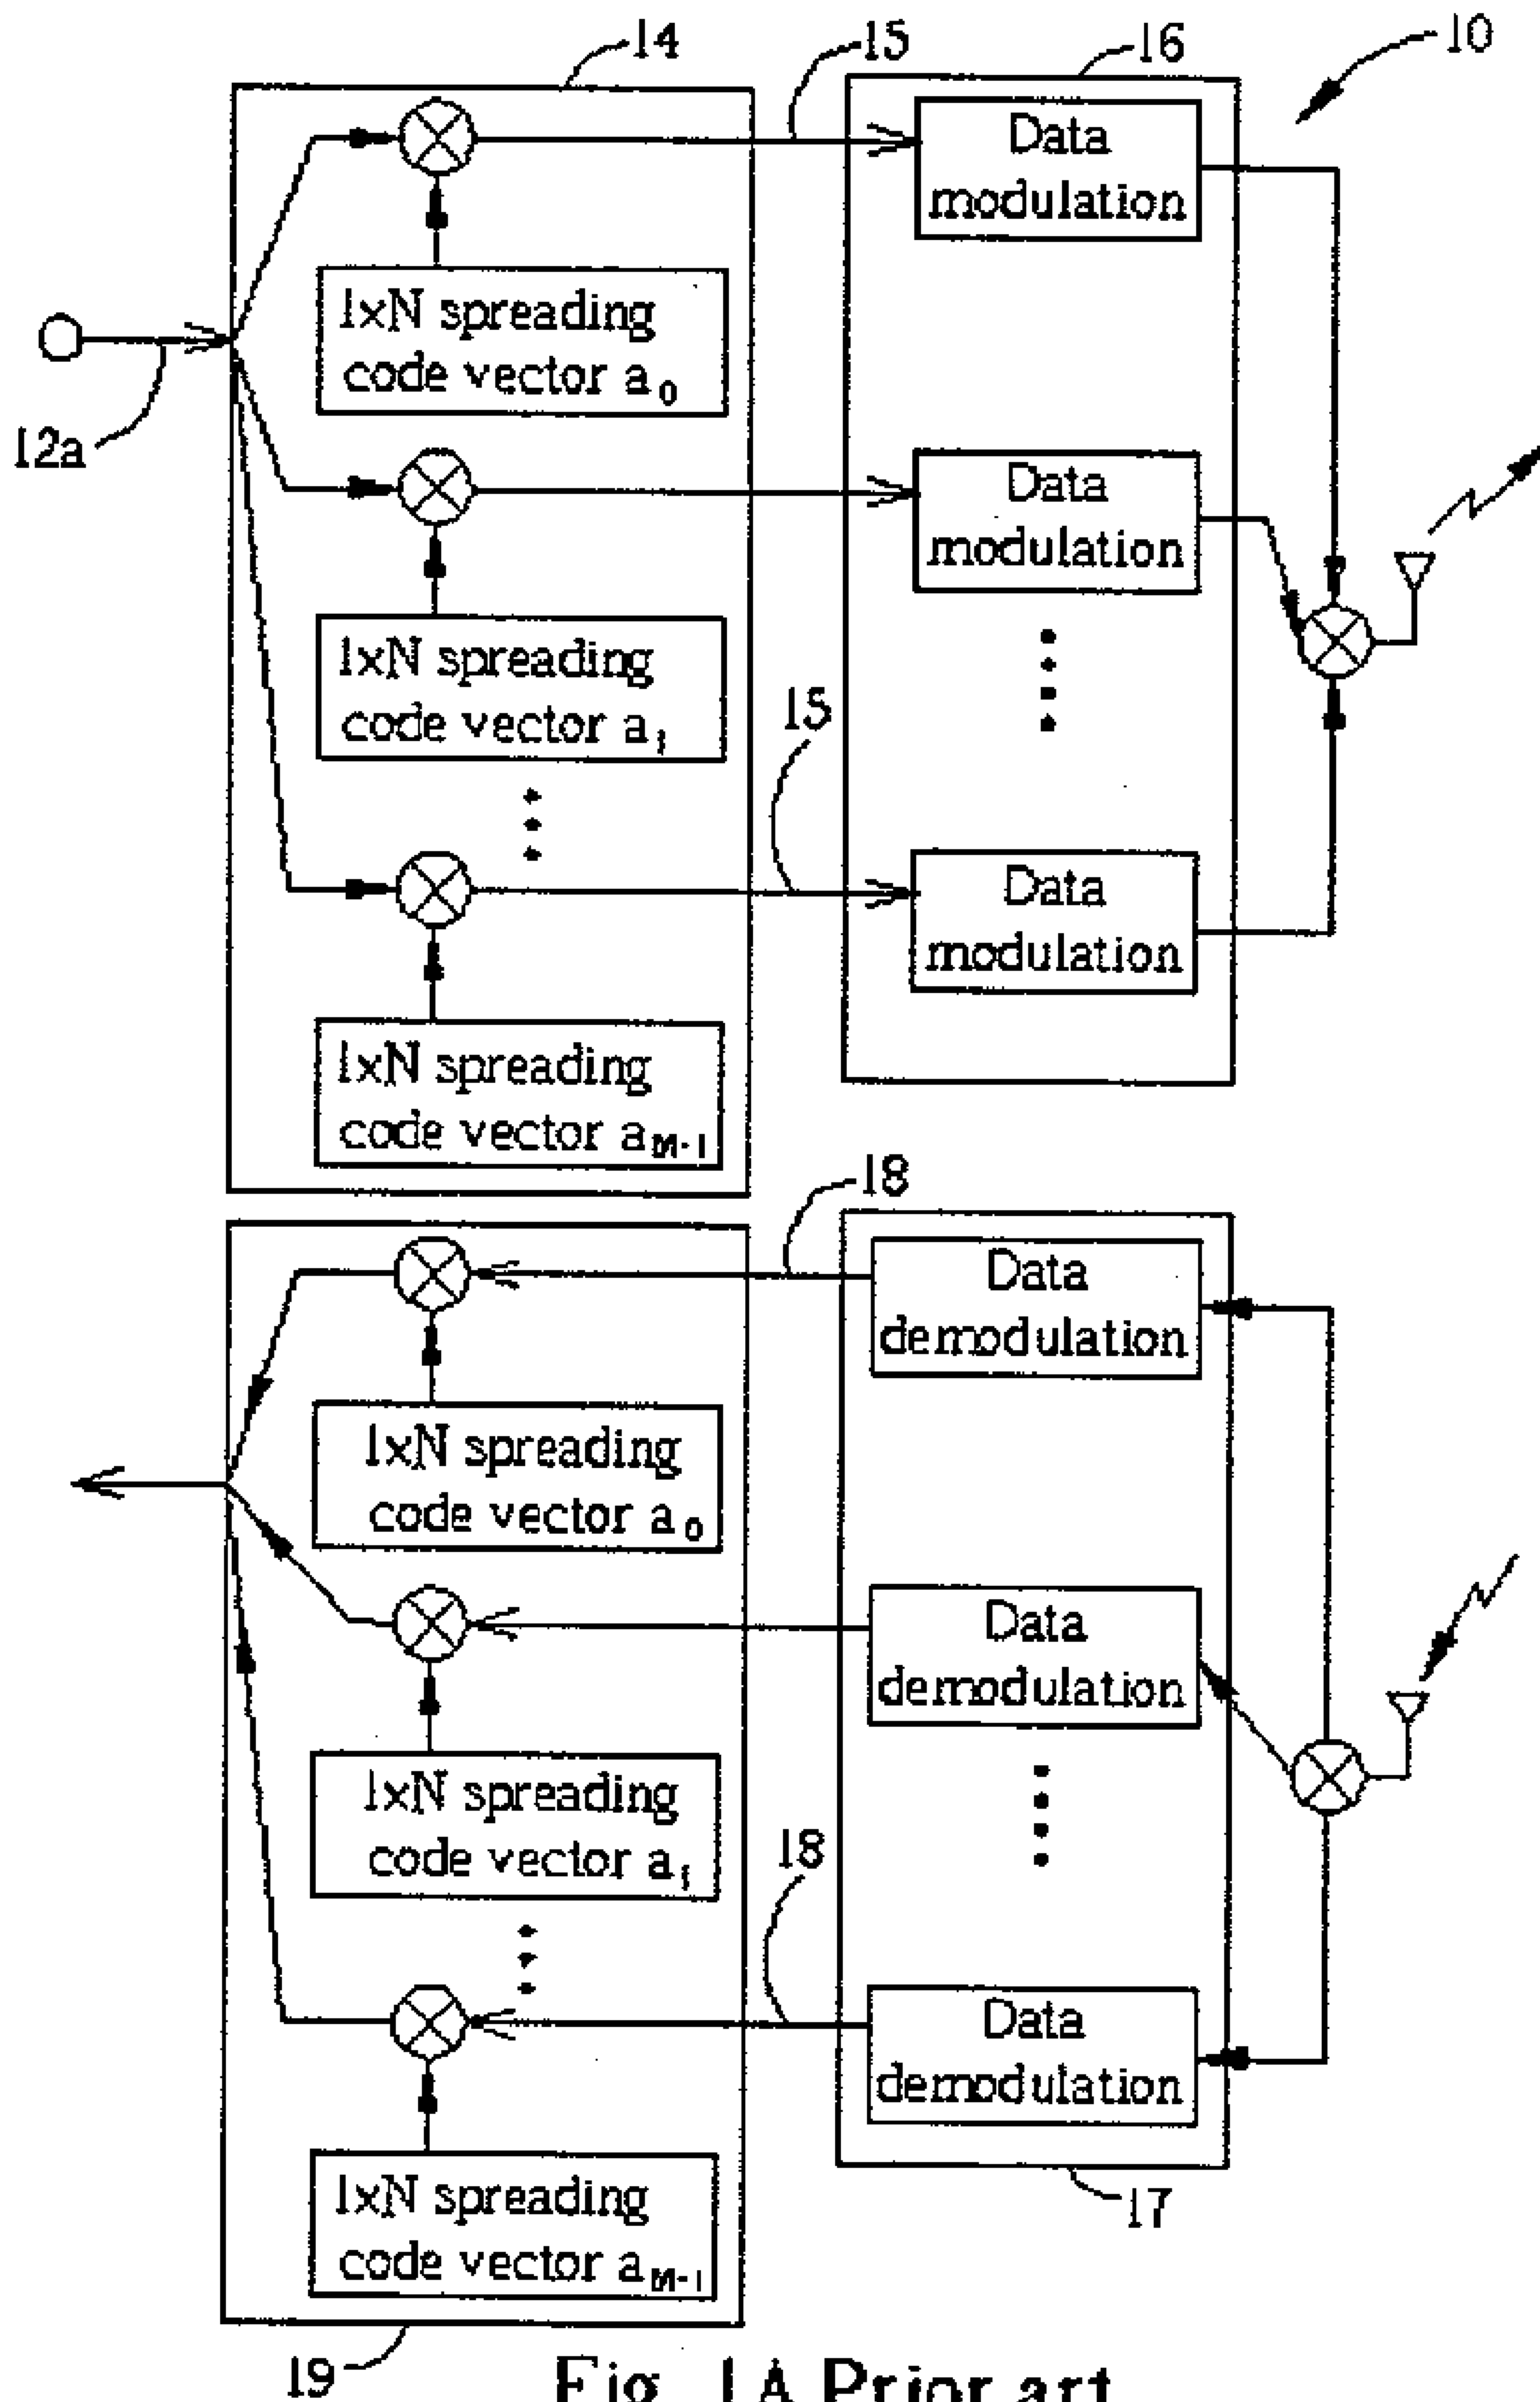 14
15
16
10
Data
modulation
1xN spreading
code vector a₀
12a
Data
modulation
1xN spreading
code vector a₁
15
Data
modulation
1xN spreading
code vector aM-1
18
Data
demodulation
1xN spreading
code vector a₀
Data
demodulation
1xN spreading
code vector a₁
18
Data
demodulation
17
1xN spreading
code vector aM-1
19
Fig. 1A Prior art